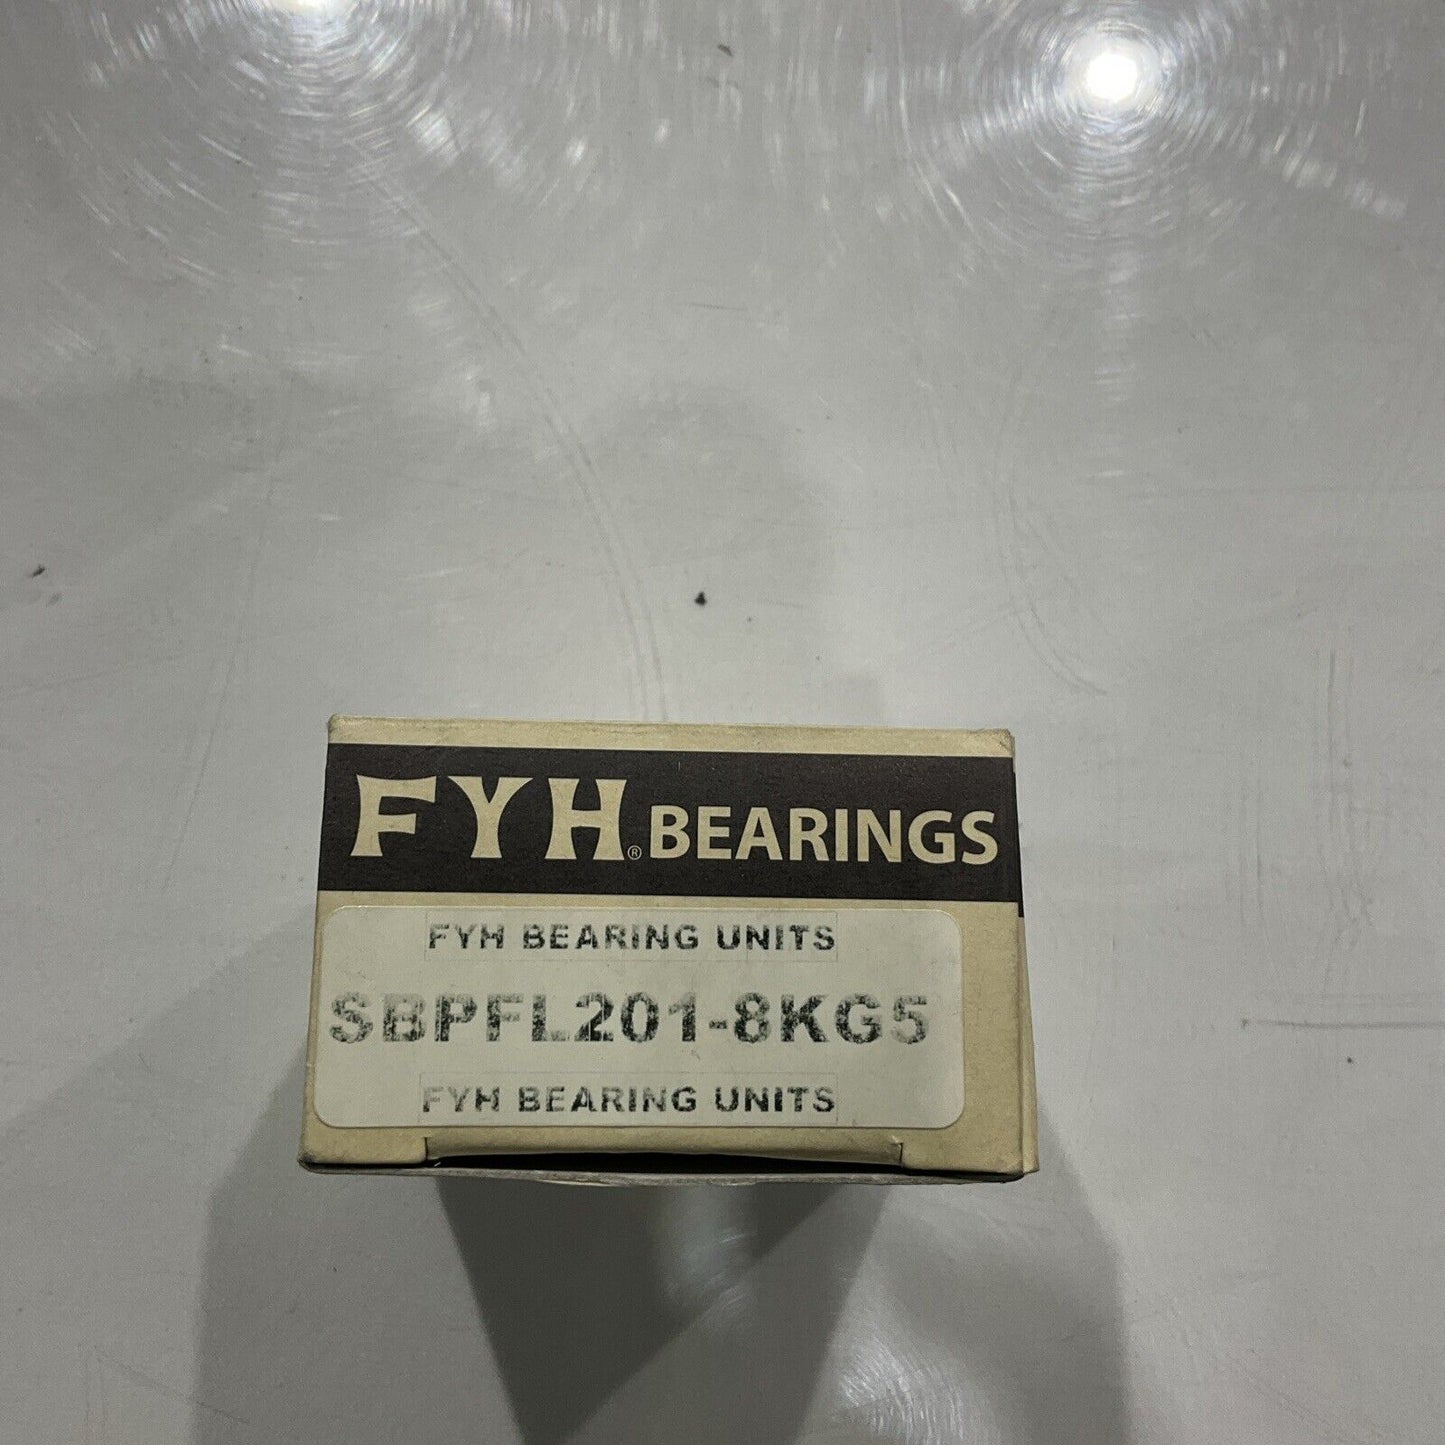 FYH® BEARINGS
FYH BEARING UNITS
SBPFL201-8KG5
FYH BEARING UNITS